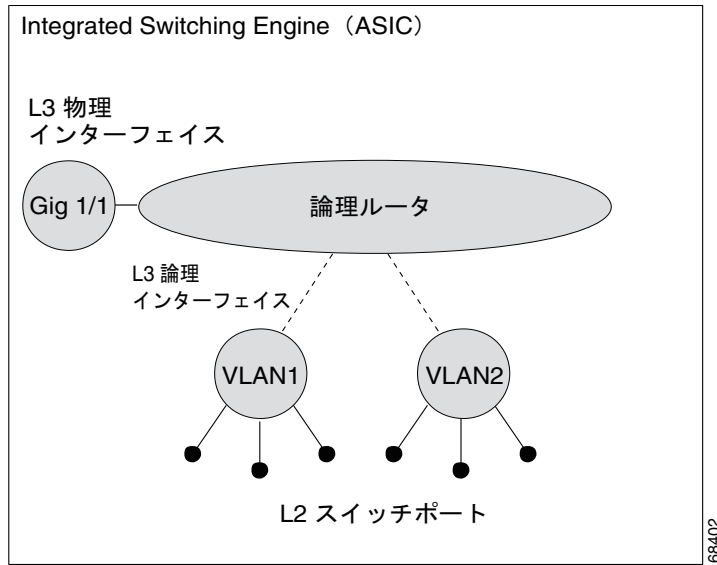 Integrated Switching Engine（ASIC）
L3 物理
インターフェイス
Gig 1/1
論理ルータ
L3 論理
インターフェイス
VLAN1
VLAN2
L2 スイッチポート
68402